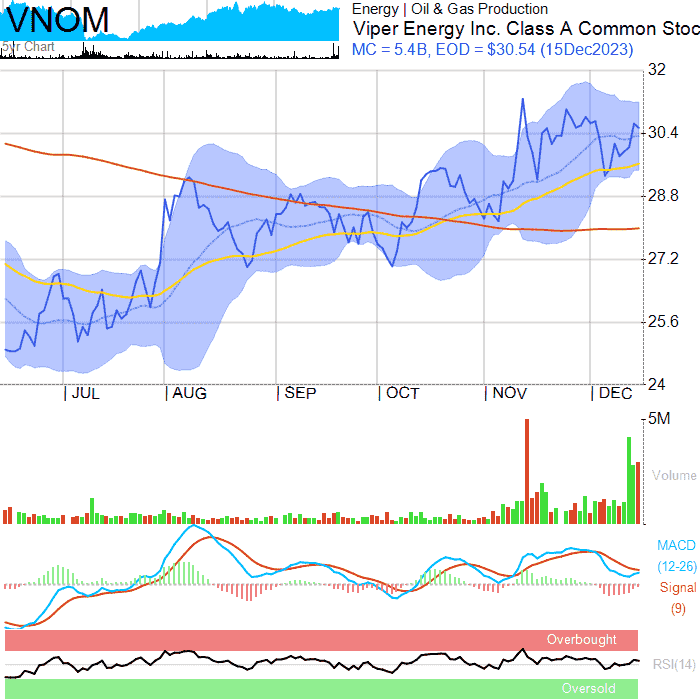 VNOM
5yr Chart
Energy | Oil & Gas Production
Viper Energy Inc. Class A Common Stoc
MC = 5.4B, EOD = $30.54 (15Dec2023)
32
30.4
28.8
27.2
25.6
24
JUL AUG SEP OCT NOV DEC
5M
Volume
MACD
(12-26)
Signal
(9)
Overbought
RSI(14)
Oversold